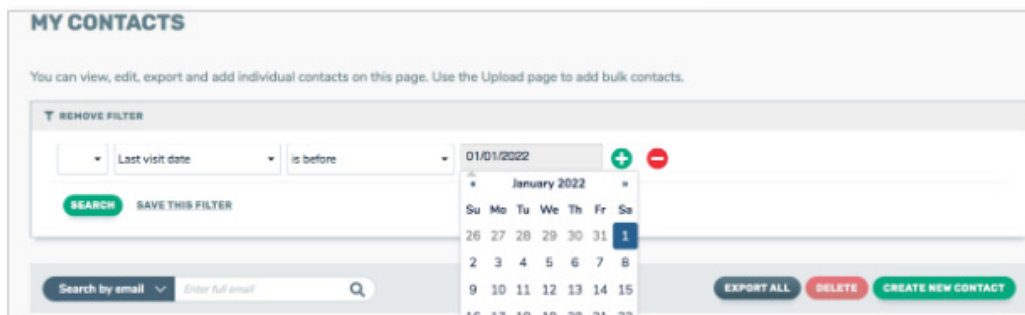 MY CONTACTS
You can view, edit, export and add individual contacts on this page. Use the Upload page to add bulk contacts.
REMOVE FILTER
Last visit date is before 01/01/2022
« January 2022 »
SEARCH SAVE THIS FILTER
Su Mo Tu We Th Fr Sa
26 27 28 29 30 31 1
2 3 4 5 6 7 8
Search by email Enter full email
9 10 11 12 13 14 15
EXPORT ALL DELETE CREATE NEW CONTACT